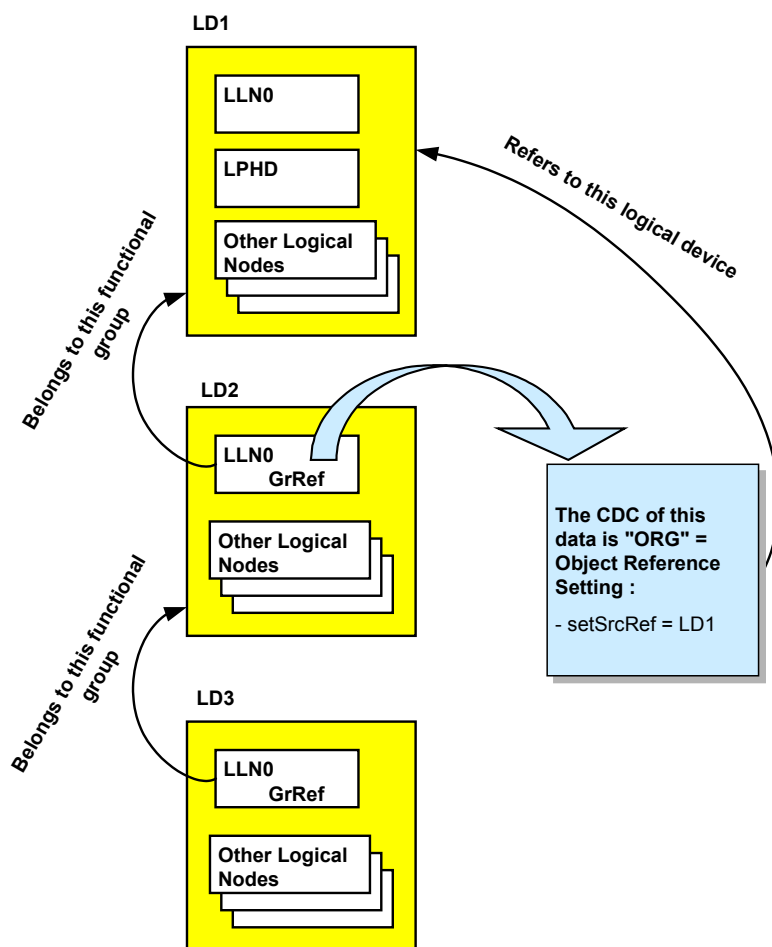 LD1
LLN0
LPHD
Other Logical
Nodes
Refers to this logical device
Belongs to this functional
group
LD2
LLN0
GrRef
Other Logical
Nodes
The CDC of this
data is "ORG" =
Object Reference
Setting :
- setSrcRef = LD1
Belongs to this functional
group
LD3
LLN0
GrRef
Other Logical
Nodes